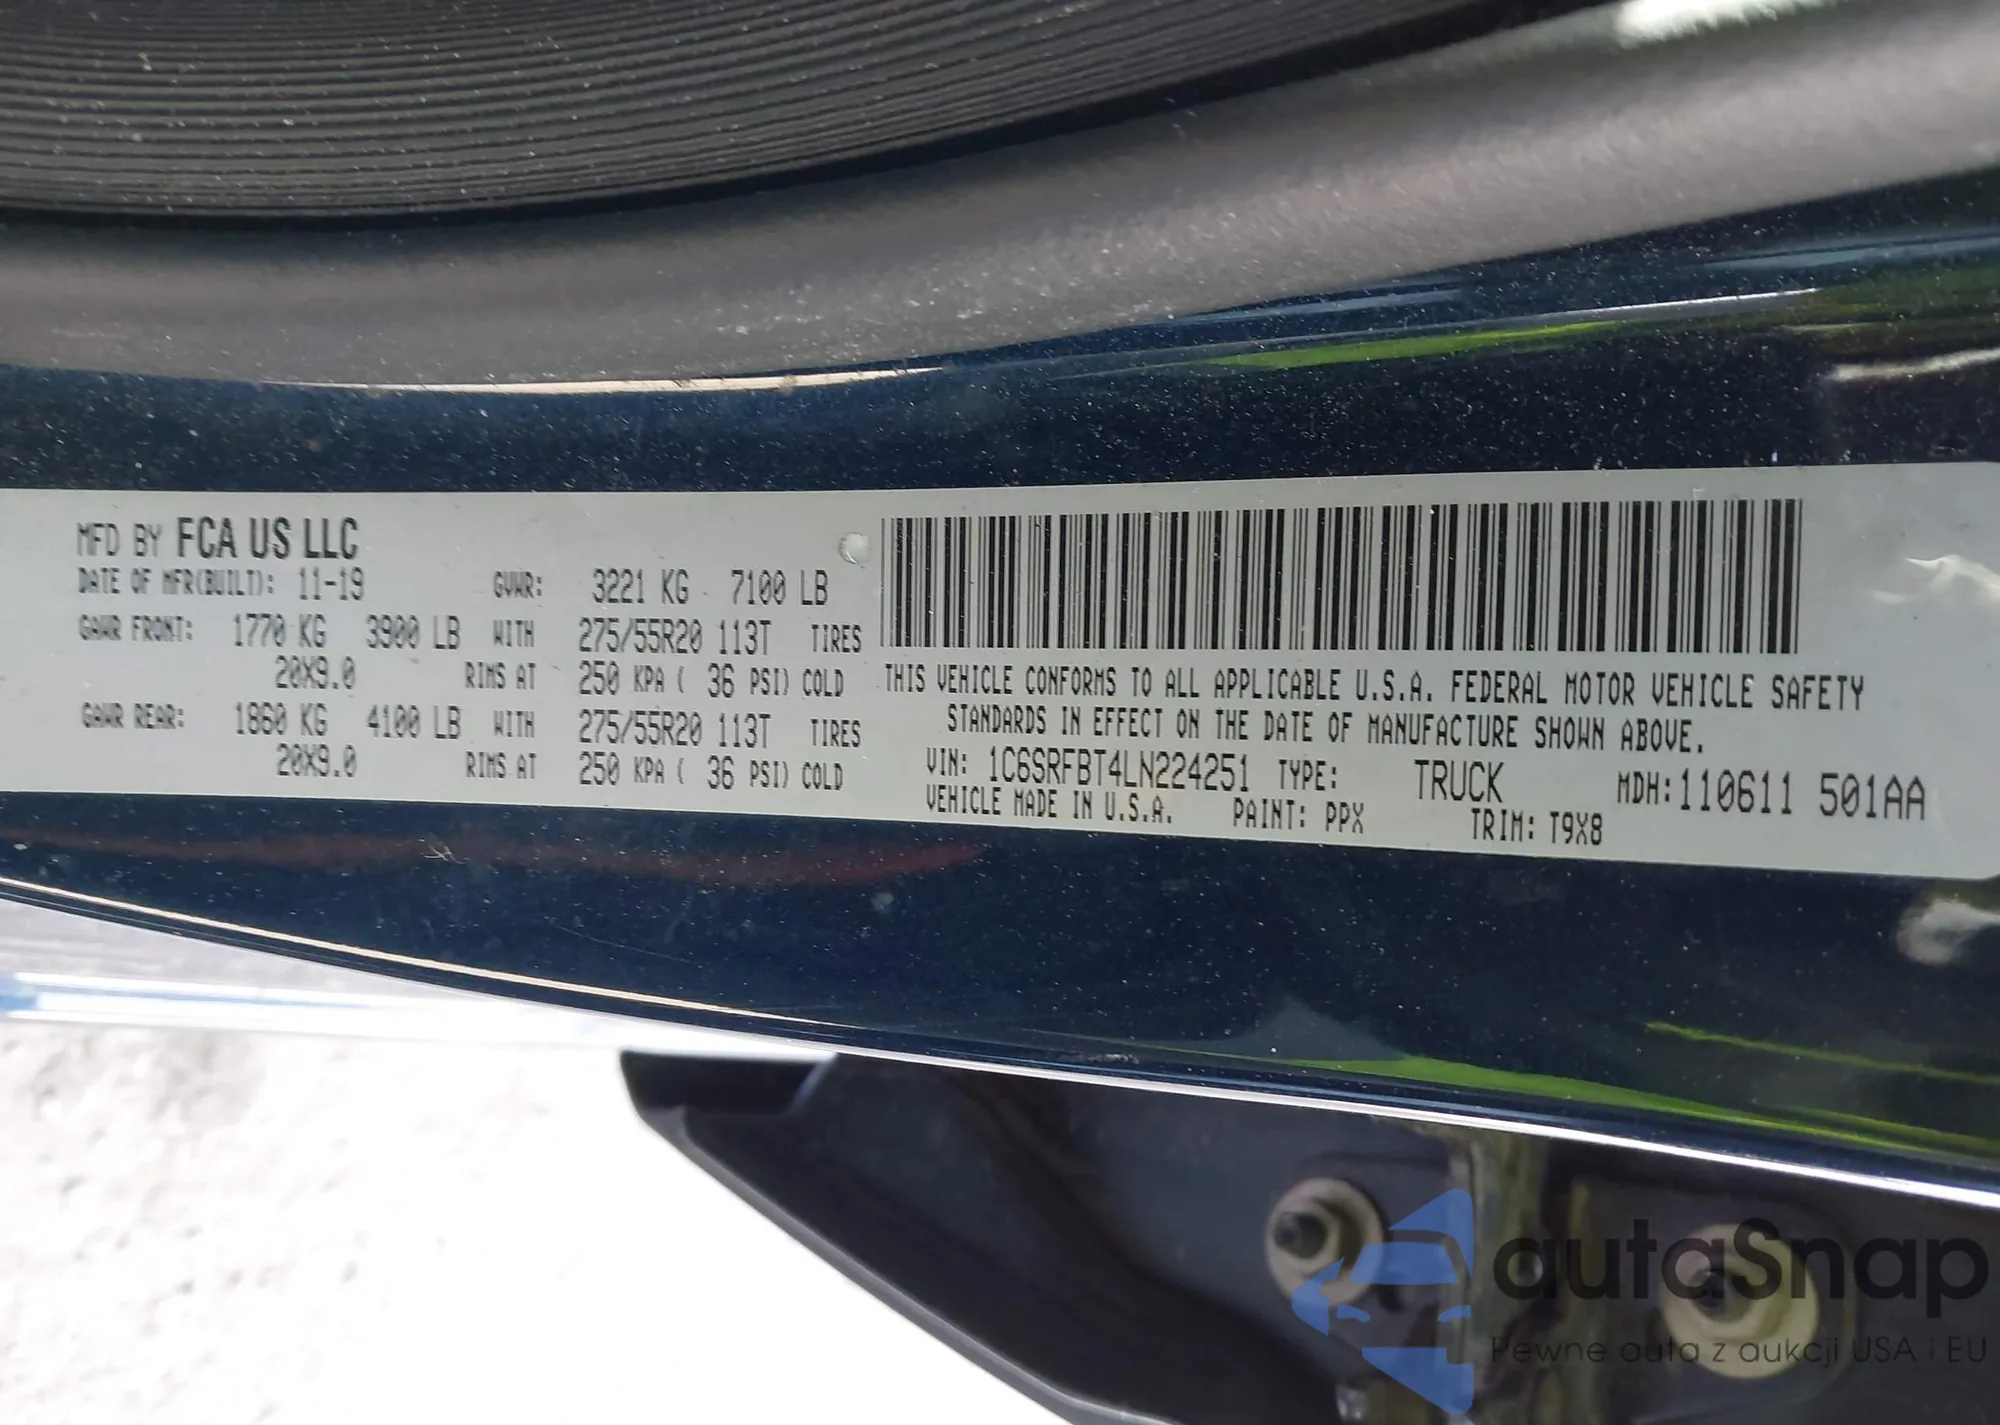 MFD BY FCA US LLC
DATE OF MFR(BUILT): 11-19 GVWR: 3221 KG 7100 LB
GAWR FRONT: 1770 KG 3900 LB WITH 275/55R20 113T TIRES
20X9.0 RIMS AT 250 KPA ( 36 PSI) COLD
GAWR REAR: 1860 KG 4100 LB WITH 275/55R20 113T TIRES
20X9.0 RIMS AT 250 KPA ( 36 PSI) COLD
THIS VEHICLE CONFORMS TO ALL APPLICABLE U.S.A. FEDERAL MOTOR VEHICLE SAFETY
STANDARDS IN EFFECT ON THE DATE OF MANUFACTURE SHOWN ABOVE.
VIN: 1C6SRFBT4LN224251 TYPE: TRUCK MDH:110611 501AA
VEHICLE MADE IN U.S.A. PAINT: PPX TRIM: T9X8
autaSnap
Pewne auta z aukcji USA i EU